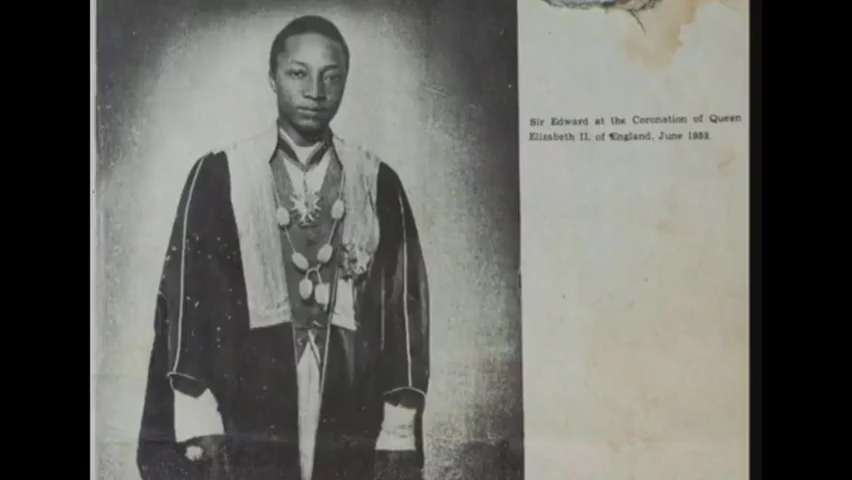 Sir Edward at the Coronation of Queen
Elizabeth II, of England, June 1953.